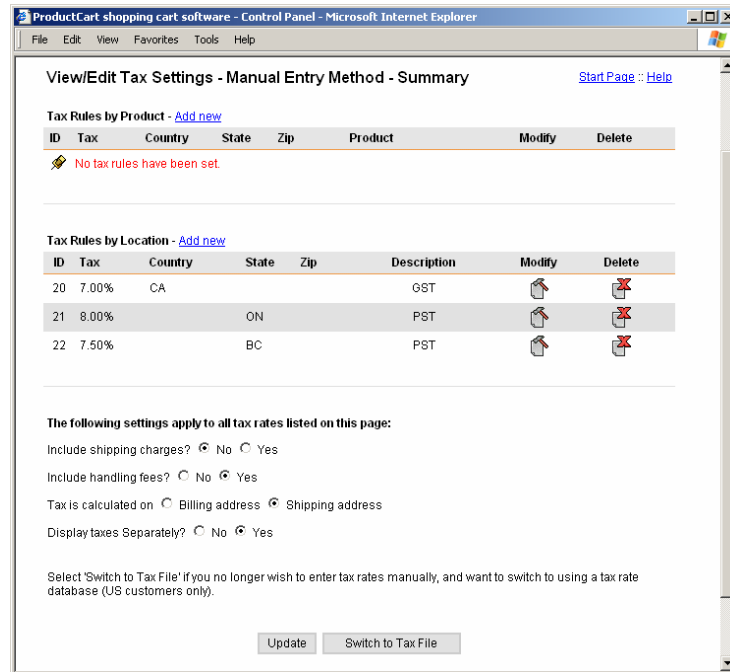 ProductCart shopping cart software - Control Panel - Microsoft Internet Explorer
File Edit View Favorites Tools Help
View/Edit Tax Settings - Manual Entry Method - Summary Start Page :: Help
Tax Rules by Product - Add new
ID Tax Country State Zip Product Modify Delete
No tax rules have been set.
Tax Rules by Location - Add new
ID Tax Country State Zip Description Modify Delete
20 7.00% CA GST
21 8.00% ON PST
22 7.50% BC PST
The following settings apply to all tax rates listed on this page:
Include shipping charges? No Yes
Include handling fees? No Yes
Tax is calculated on Billing address Shipping address
Display taxes Separately? No Yes
Select 'Switch to Tax File' if you no longer wish to enter tax rates manually, and want to switch to using a tax rate
database (US customers only).
Update Switch to Tax File